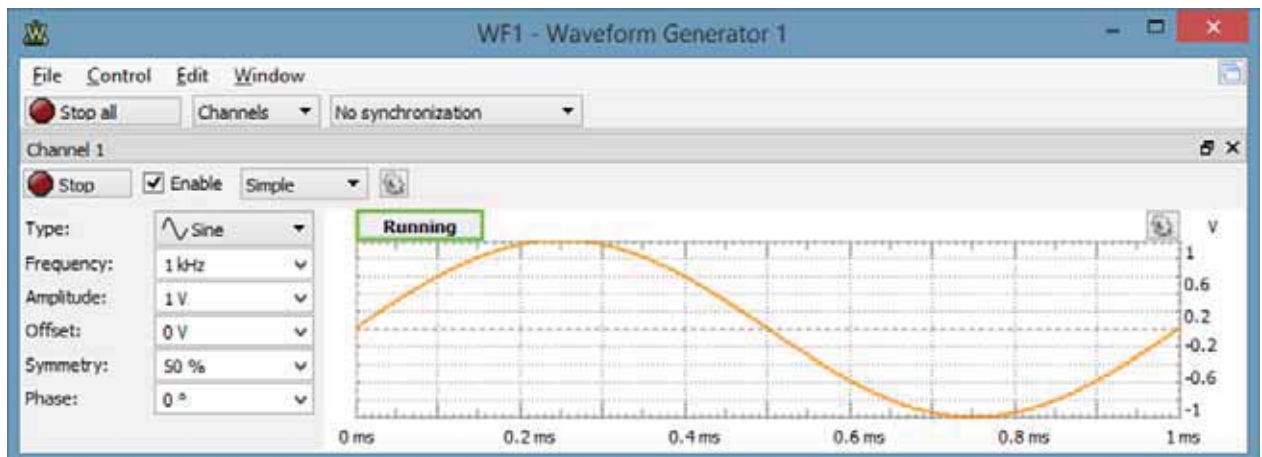 WF1 - Waveform Generator 1
File Control Edit Window
Stop all Channels No synchronization
Channel 1
Stop Enable Simple
Type: Sine
Running
V
Frequency: 1 kHz
Amplitude: 1 V
Offset: 0 V
Symmetry: 50 %
Phase: 0 °
1
0.6
0.2
-0.2
-0.6
-1
0 ms 0.2 ms 0.4 ms 0.6 ms 0.8 ms 1 ms